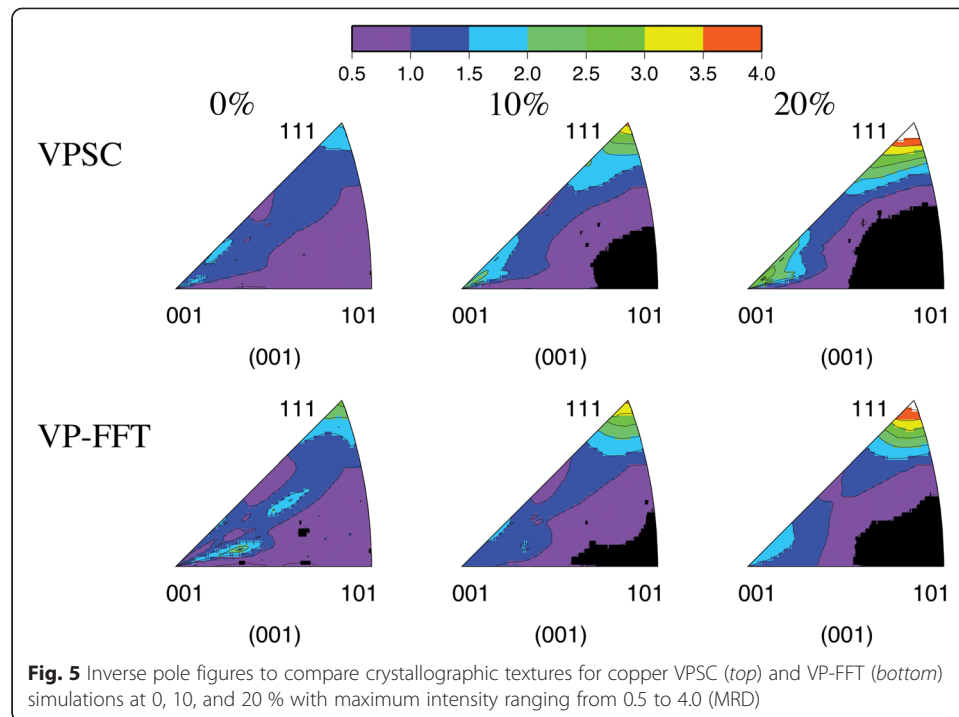 0.5 1.0 1.5 2.0 2.5 3.0 3.5 4.0
0% 10% 20%
VPSC
111 111 111
001 101 001 101 001 101
(001) (001) (001)
VP-FFT
111 111 111
001 101 001 101 001 101
(001) (001) (001)
Fig. 5 Inverse pole figures to compare crystallographic textures for copper VPSC (top) and VP-FFT (bottom)
simulations at 0, 10, and 20 % with maximum intensity ranging from 0.5 to 4.0 (MRD)